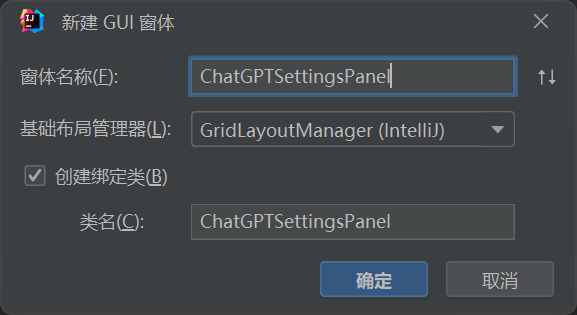 新建 GUI 窗体
窗体名称(F): ChatGPTSettingsPanel
基础布局管理器(L): GridLayoutManager (IntelliJ)
创建绑定类(B)
类名(C): ChatGPTSettingsPanel
确定 取消